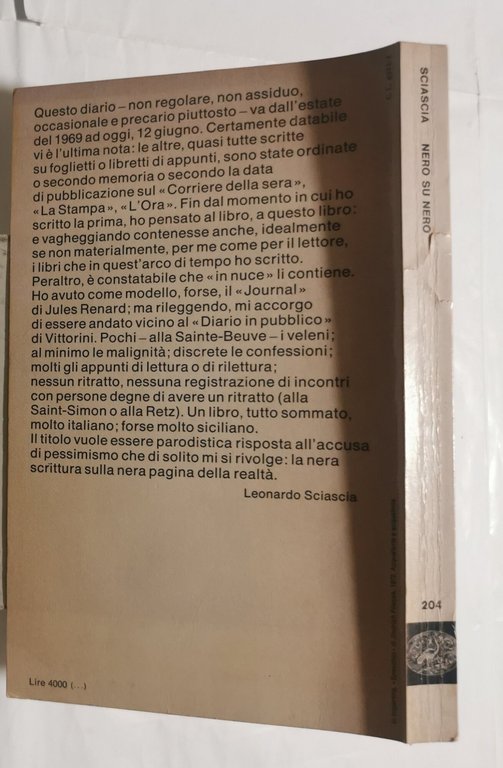 Questo diario – non regolare, non assiduo,
occasionale e precario piuttosto – va dall'estate
del 1969 ad oggi, 12 giugno. Certamente databile
vi è l'ultima nota: le altre, quasi tutte scritte
su foglietti o libretti di appunti, sono state ordinate
o secondo memoria o secondo la data
di pubblicazione sul «Corriere della sera»,
«La Stampa», «L'Ora». Fin dal momento in cui ho
scritto la prima, ho pensato al libro, a questo libro:
e vagheggiando contenesse anche, idealmente
se non materialmente, per me come per il lettore,
i libri che in quest'arco di tempo ho scritto.
Peraltro, è constatabile che «in nuce» li contiene.
Ho avuto come modello, forse, il «Journal»
di Jules Renard; ma rileggendo, mi accorgo
di essere andato vicino al «Diario in pubblico»
di Vittorini. Pochi – alla Sainte-Beuve – i veleni;
al minimo le malignità; discrete le confessioni;
molti gli appunti di lettura o di rilettura;
nessun ritratto, nessuna registrazione di incontri
con persone degne di avere un ritratto (alla
Saint-Simon o alla Retz). Un libro, tutto sommato,
molto italiano; forse molto siciliano.
Il titolo vuole essere parodistica risposta all'accusa
di pessimismo che di solito mi si rivolge: la nera
scrittura sulla nera pagina della realtà.
Leonardo Sciascia
Lire 4000 (...)
SCIASCIA NERO SU NERO
204